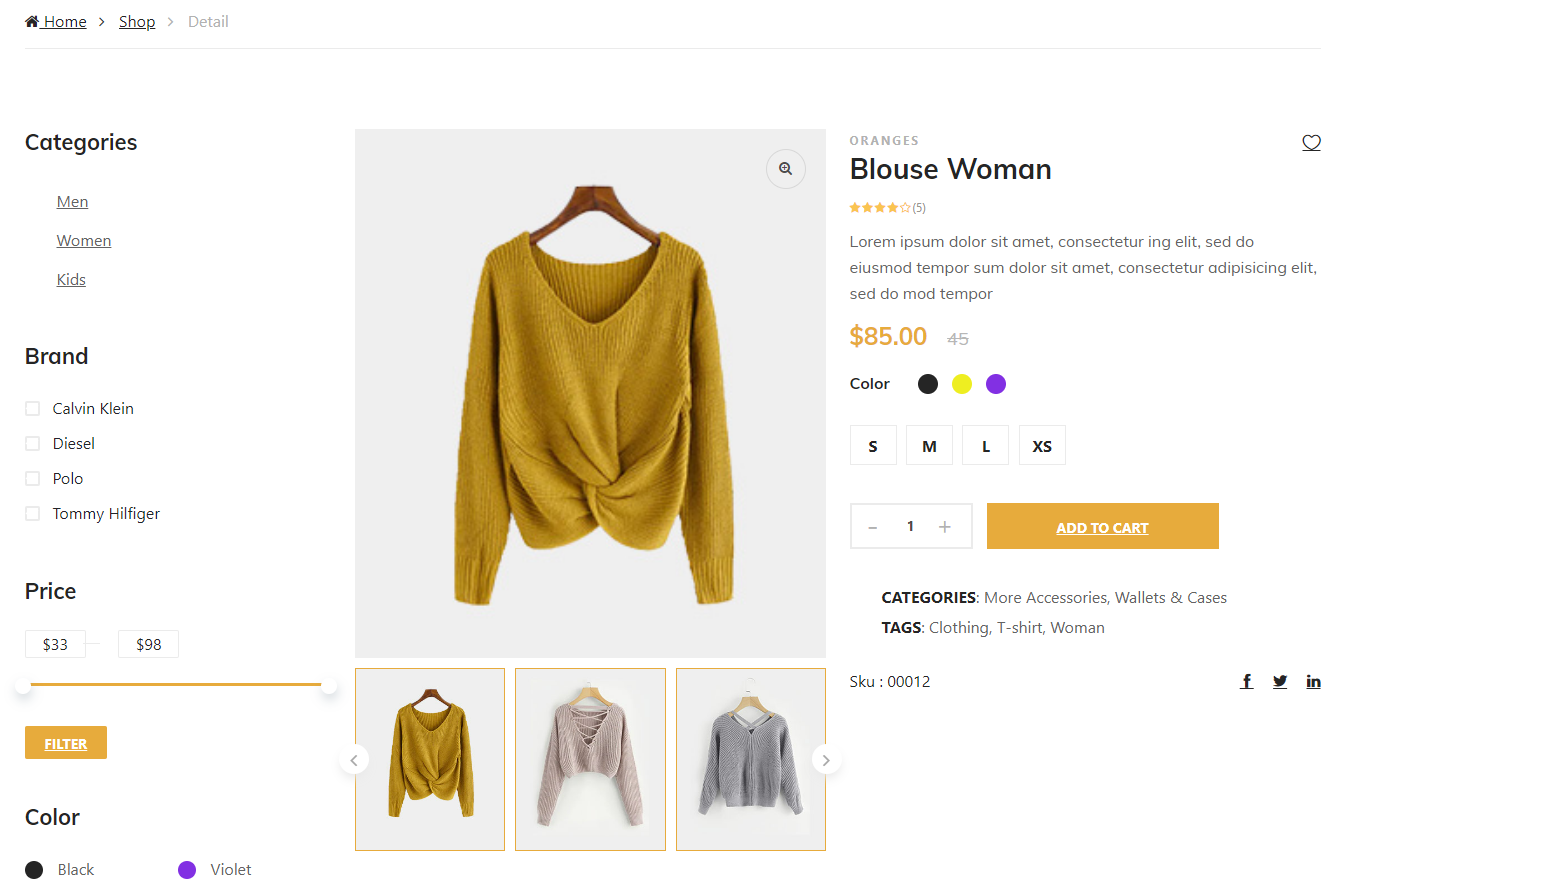 Home > Shop > Detail
Categories
Men
Women
Kids
Brand
Calvin Klein
Diesel
Polo
Tommy Hilfiger
Price
$33 $98
FILTER
Color
Black Violet
ORANGES
Blouse Woman
(5)
Lorem ipsum dolor sit amet, consectetur ing elit, sed do
eiusmod tempor sum dolor sit amet, consectetur adipisicing elit,
sed do mod tempor
$85.00 45
Color
S M L XS
- 1 + ADD TO CART
CATEGORIES: More Accessories, Wallets & Cases
TAGS: Clothing, T-shirt, Woman
Sku : 00012